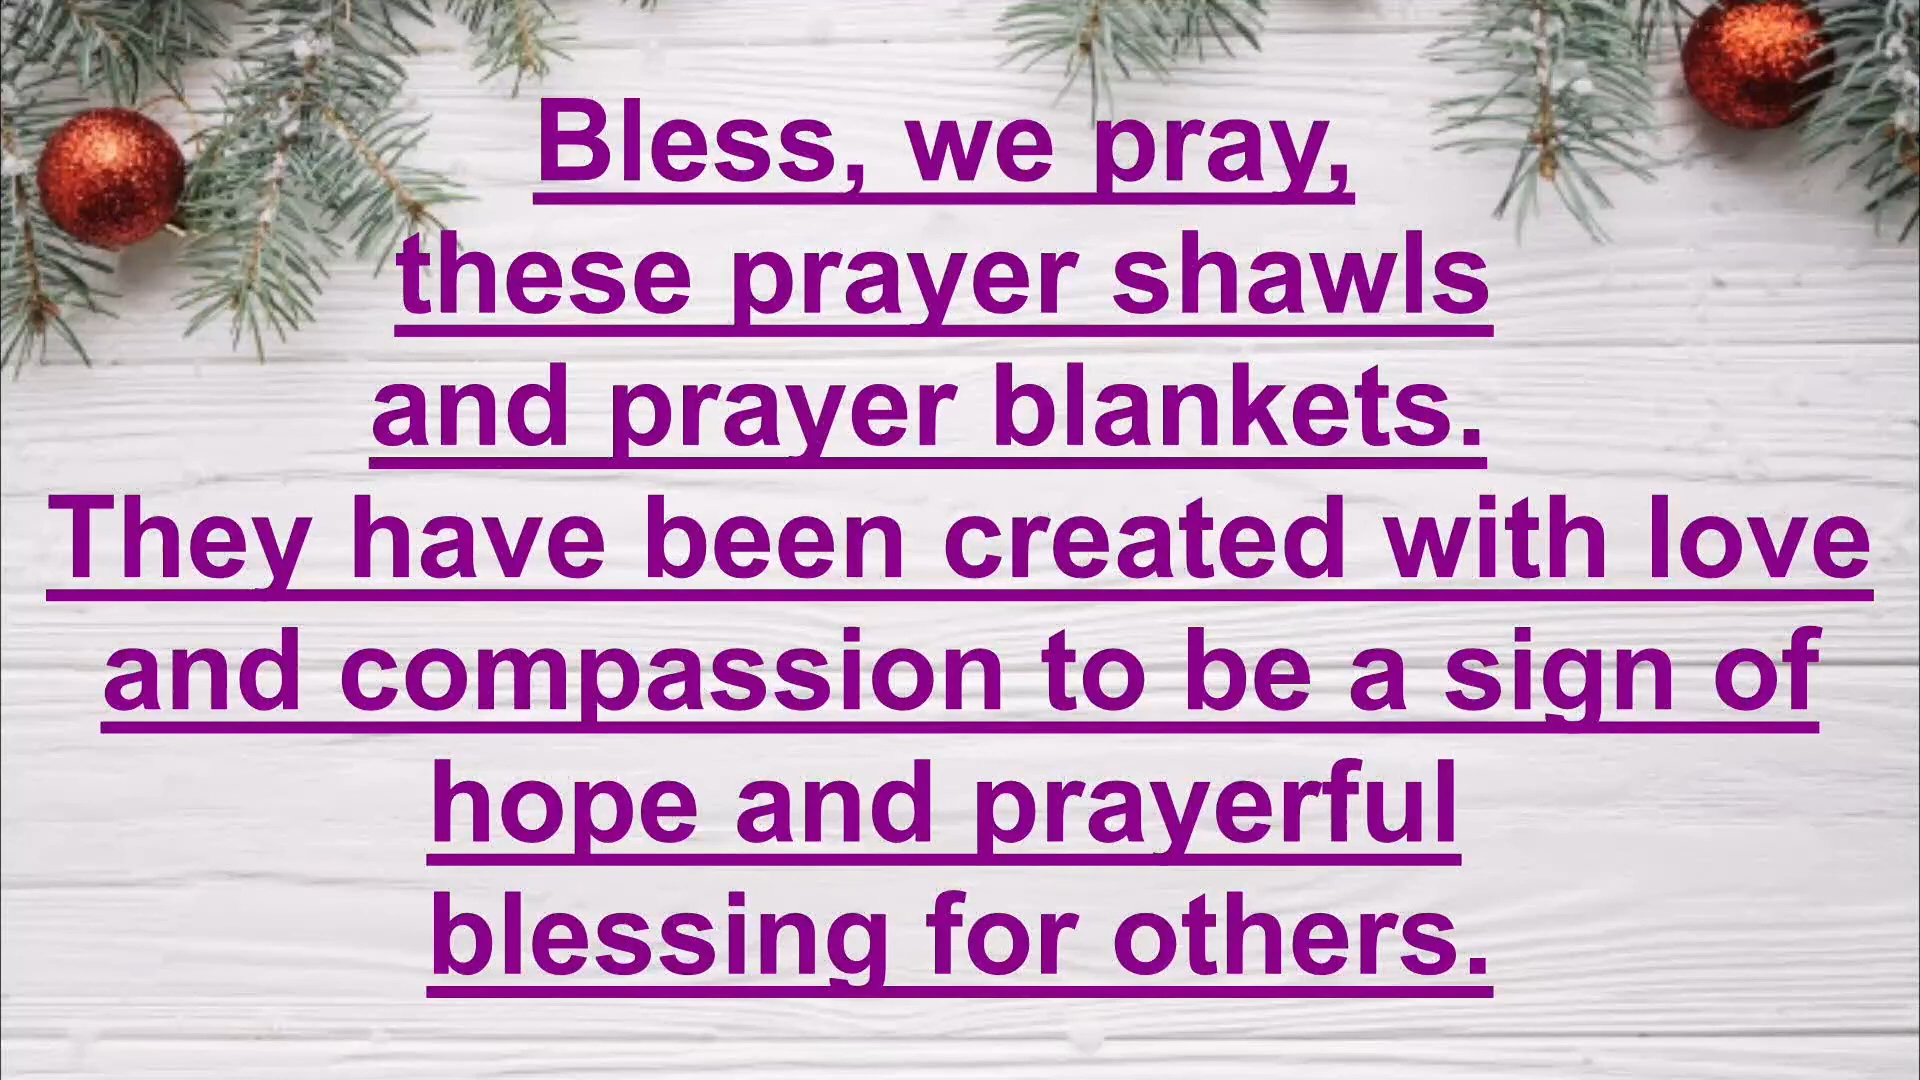 Bless, we pray,
these prayer shawls
and prayer blankets.
They have been created with love
and compassion to be a sign of
hope and prayerful
blessing for others.